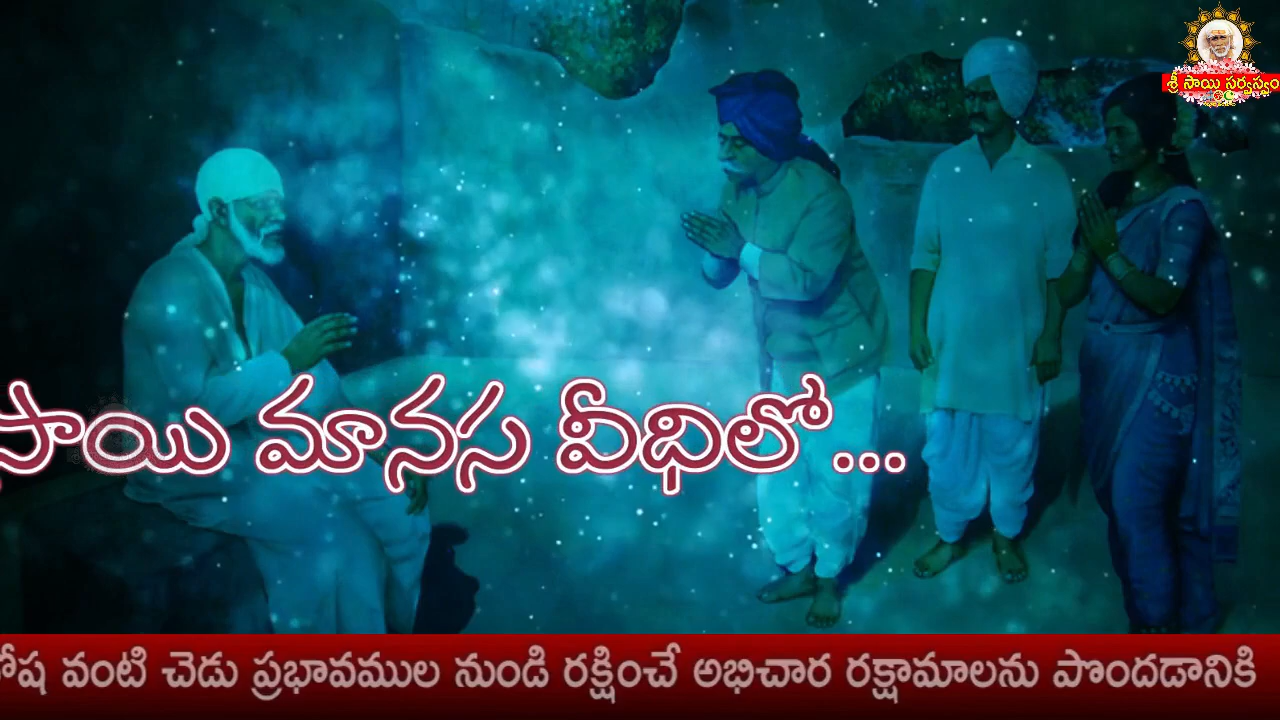 శ్రీ సాయి సర్వస్వం
సాయి మానస వీధిలో...
వంటి చెడు ప్రభావముల నుండి రక్షించే అభిచార రక్షామాలను పొందడానికి